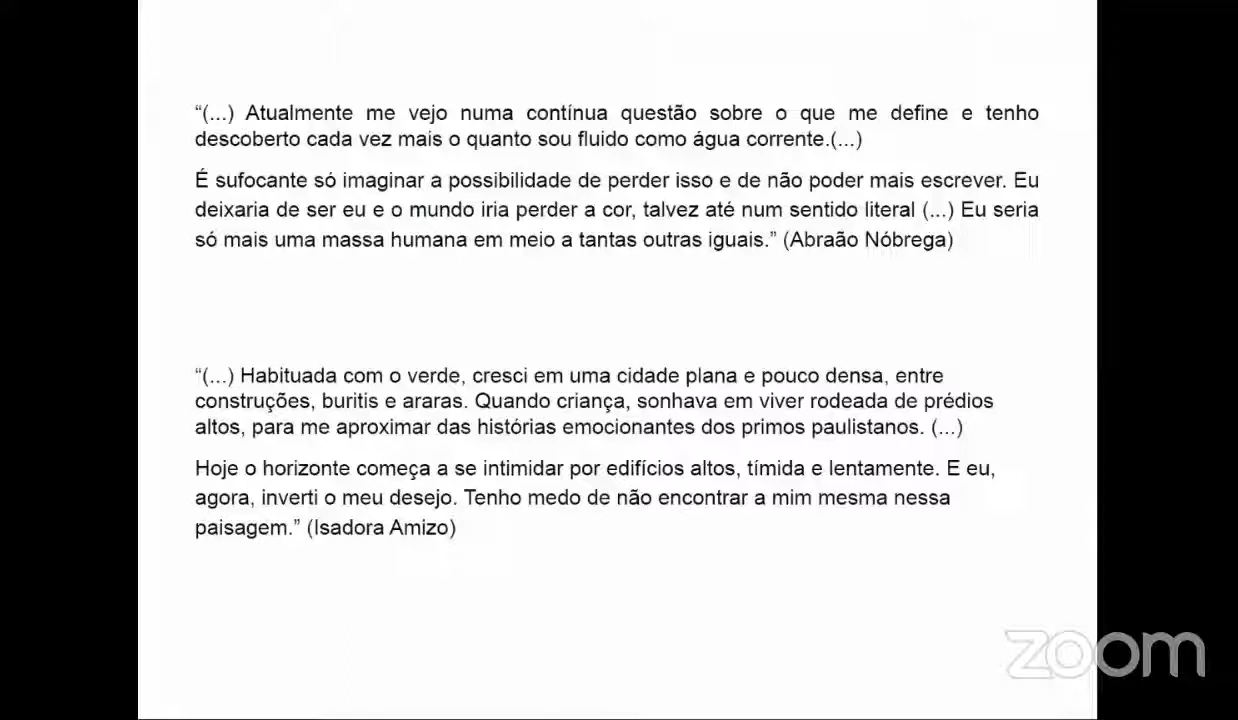 “(...) Atualmente me vejo numa contínua questão sobre o que me define e tenho
descoberto cada vez mais o quanto sou fluido como água corrente.(...)
É sufocante só imaginar a possibilidade de perder isso e de não poder mais escrever. Eu
deixaria de ser eu e o mundo iria perder a cor, talvez até num sentido literal (...) Eu seria
só mais uma massa humana em meio a tantas outras iguais.” (Abraão Nóbrega)
“(...) Habituada com o verde, cresci em uma cidade plana e pouco densa, entre
construções, buritis e araras. Quando criança, sonhava em viver rodeada de prédios
altos, para me aproximar das histórias emocionantes dos primos paulistanos. (...)
Hoje o horizonte começa a se intimidar por edifícios altos, tímida e lentamente. E eu,
agora, inverti o meu desejo. Tenho medo de não encontrar a mim mesma nessa
paisagem.” (Isadora Amizo)
zoom